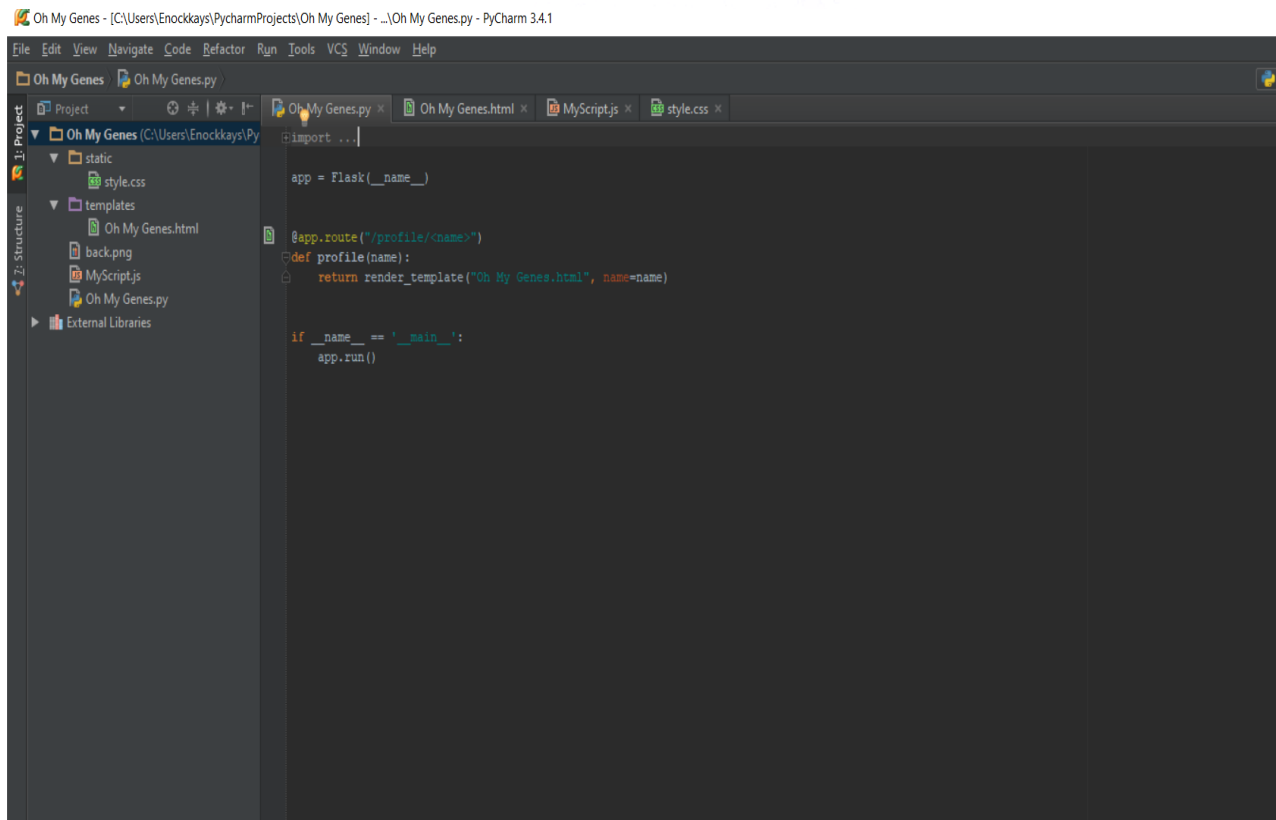 Oh My Genes - [C:\Users\Enockkays\PycharmProjects\Oh My Genes] - ...\Oh My Genes.py - PyCharm 3.4.1
File Edit View Navigate Code Refactor Run Tools VCS Window Help
Oh My Genes Oh My Genes.py
1: Project
7: Structure
Project
Oh My Genes (C:\Users\Enockkays\Py
static
style.css
templates
Oh My Genes.html
back.png
MyScript.js
Oh My Genes.py
External Libraries
Oh My Genes.py Oh My Genes.html MyScript.js style.css
import ...
app = Flask(__name__)
@app.route("/profile/<name>")
def profile(name):
return render_template("Oh My Genes.html", name=name)
if __name__ == '__main__':
app.run()